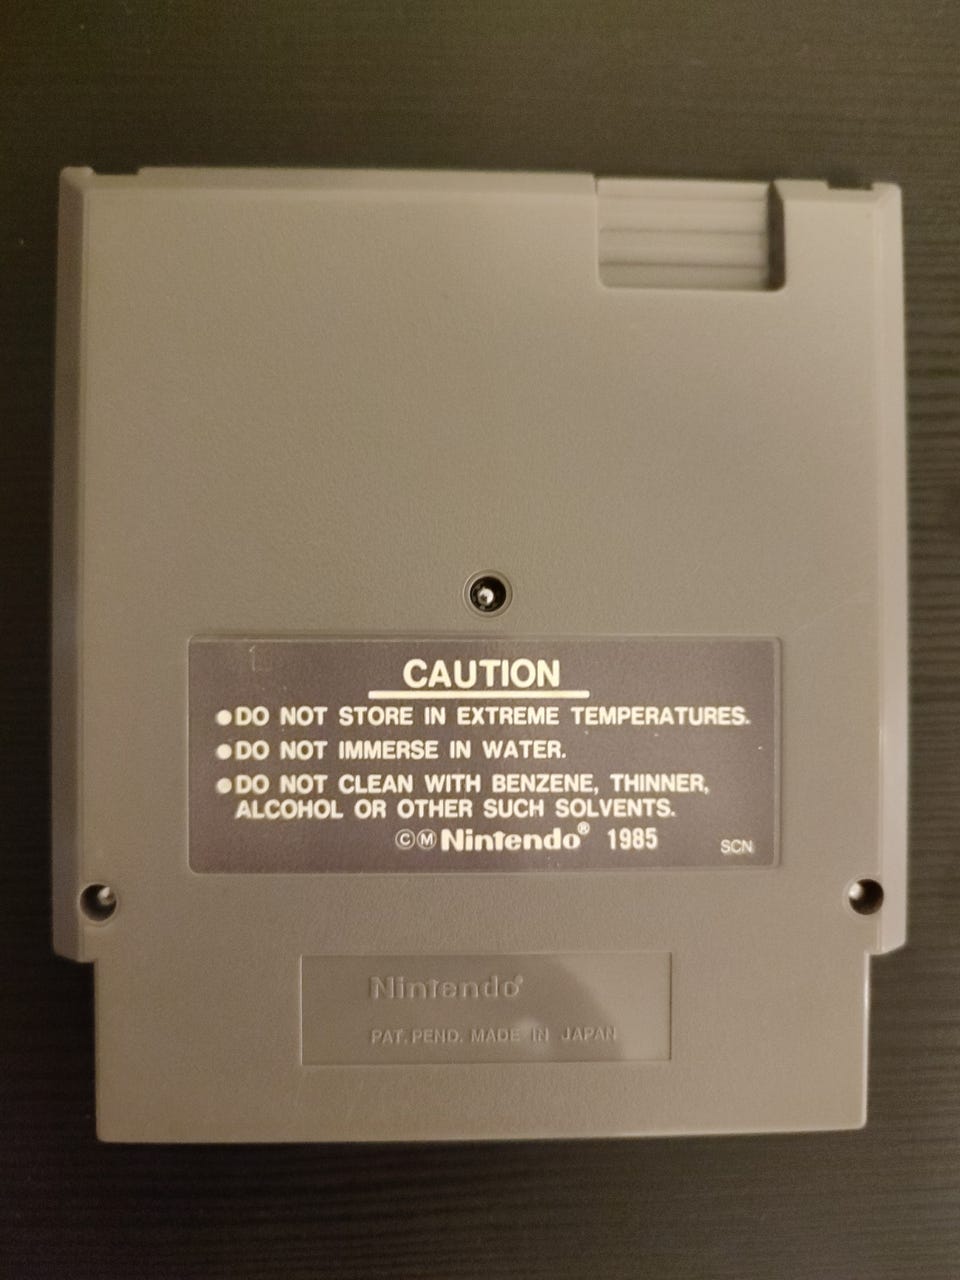 CAUTION
●DO NOT STORE IN EXTREME TEMPERATURES.
●DO NOT IMMERSE IN WATER.
●DO NOT CLEAN WITH BENZENE, THINNER,
ALCOHOL OR OTHER SUCH SOLVENTS.
©Ⓜ Nintendo® 1985 SCN
Nintendo®
PAT. PEND. MADE IN JAPAN